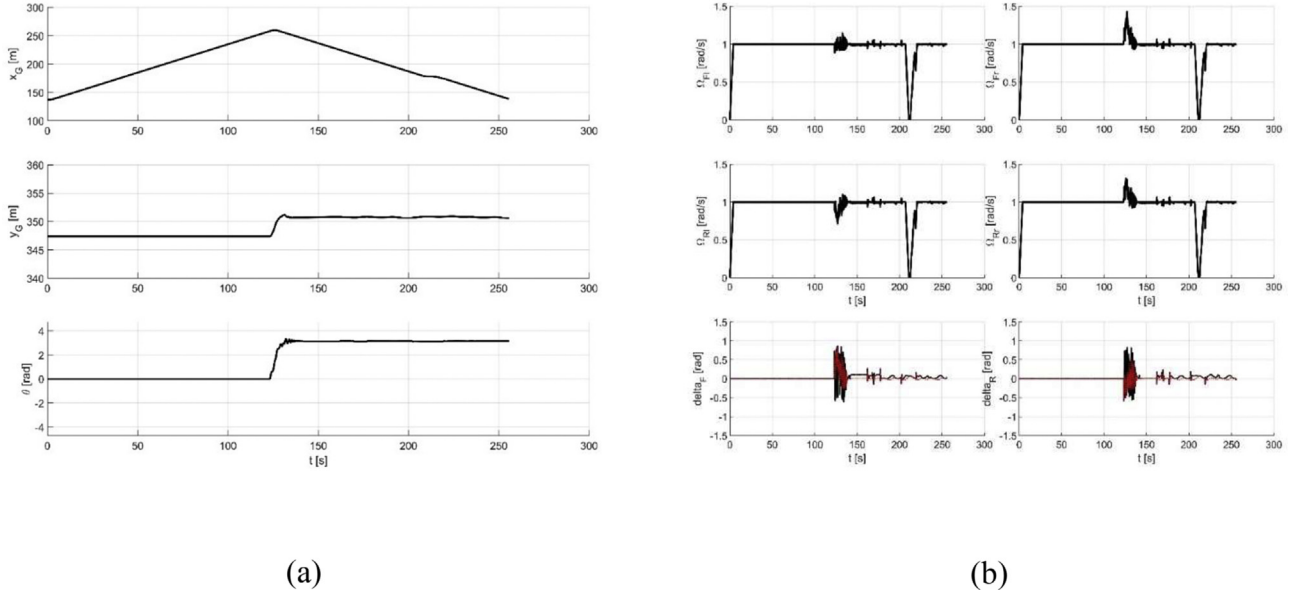 300
250
200
150
100
x_G [m]
0 50 100 150 200 250 300
360
355
350
345
340
y_G [m]
0 50 100 150 200 250 300
4
2
0
-2
-4
θ [rad]
0 50 100 150 200 250 300
t [s]
(a)
1.5
1
0.5
0
Ω_Fl [rad/s]
0 50 100 150 200 250 300
1.5
1
0.5
0
Ω_Fr [rad/s]
0 50 100 150 200 250 300
1.5
1
0.5
0
Ω_Rl [rad/s]
0 50 100 150 200 250 300
t [s]
1.5
1
0.5
0
Ω_Rr [rad/s]
0 50 100 150 200 250 300
t [s]
1.5
1
0.5
0
-0.5
-1
-1.5
delta_F [rad]
0 50 100 150 200 250 300
t [s]
1.5
1
0.5
0
-0.5
-1
-1.5
delta_R [rad]
0 50 100 150 200 250 300
t [s]
(b)